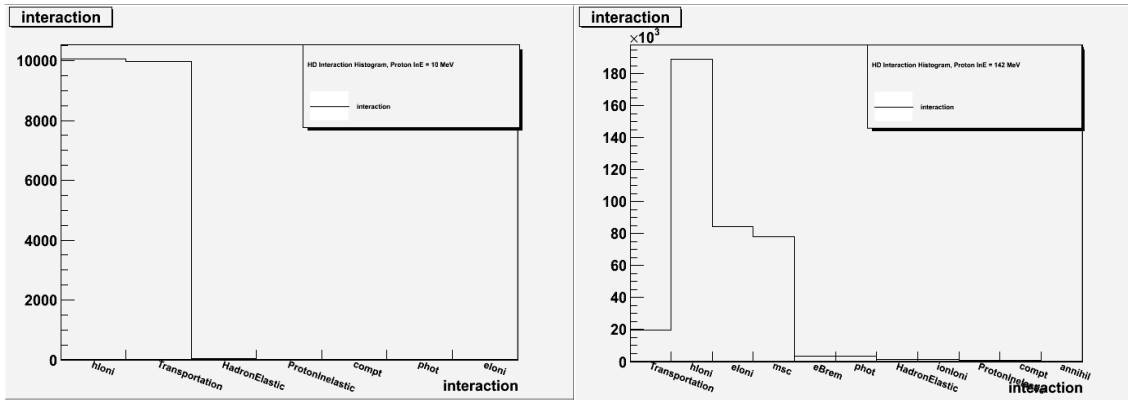 interaction
10000
8000
6000
4000
2000
0
HD Interaction Histogram, Proton InE = 10 MeV
interaction
hIoni
Transportation
HadronElastic
ProtonInelastic
compt
phot
eIoni
interaction
interaction
×10³
180
160
140
120
100
80
60
40
20
0
HD Interaction Histogram, Proton InE = 142 MeV
interaction
Transportation
hIoni
eIoni
msc
eBrem
phot
HadronElastic
ionIoni
ProtonInelastic
compt
annihil
interaction